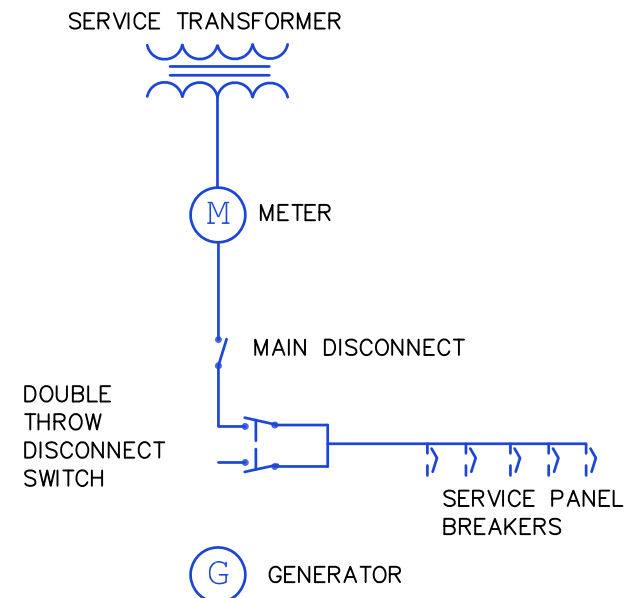 SERVICE TRANSFORMER
M METER
MAIN DISCONNECT
DOUBLE
THROW
DISCONNECT
SWITCH
SERVICE PANEL
BREAKERS
G GENERATOR